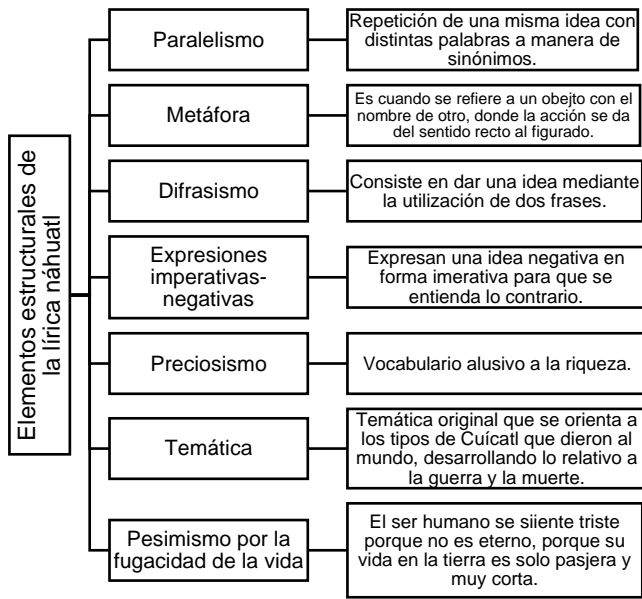 Elementos estructurales de
la lírica náhuatl
Paralelismo
Repetición de una misma idea con
distintas palabras a manera de
sinónimos.
Metáfora
Es cuando se refiere a un obejto con el
nombre de otro, donde la acción se da
del sentido recto al figurado.
Difrasismo
Consiste en dar una idea mediante
la utilización de dos frases.
Expresiones
imperativas-
negativas
Expresan una idea negativa en
forma imerativa para que se
entienda lo contrario.
Preciosismo
Vocabulario alusivo a la riqueza.
Temática
Temática original que se orienta a
los tipos de Cuícatl que dieron al
mundo, desarrollando lo relativo a
la guerra y la muerte.
Pesimismo por la
fugacidad de la vida
El ser humano se siiente triste
porque no es eterno, porque su
vida en la tierra es solo pasjera y
muy corta.